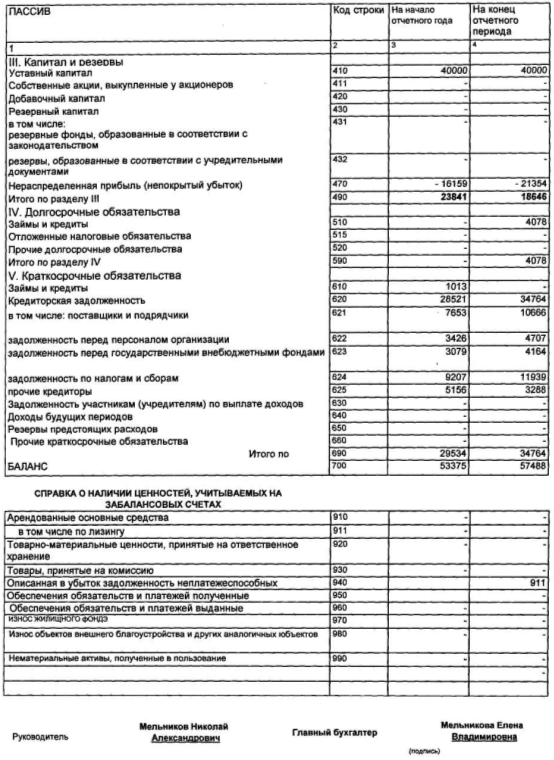 ПАССИВ Код строки На начало отчетного года На конец отчетного периода
1 2 3 4
III. Капитал и резервы
Уставный капитал 410 40000 40000
Собственные акции, выкупленные у акционеров 411 - -
Добавочный капитал 420 - -
Резервный капитал 430 - -
в том числе: 431 - -
резервные фонды, образованные в соответствии с
законодательством
резервы, образованные в соответствии с учредительными 432 - -
документами
Нераспределенная прибыль (непокрытый убыток) 470 - 16159 - 21354
Итого по разделу III 490 23841 18646
IV. Долгосрочные обязательства
Займы и кредиты 510 - 4078
Отложенные налоговые обязательства 515 - -
Прочие долгосрочные обязательства 520 - -
Итого по разделу IV 590 - 4078
V. Краткосрочные обязательства
Займы и кредиты 610 1013 -
Кредиторская задолженность 620 28521 34764
в том числе: поставщики и подрядчики 621 7653 10666
задолженность перед персоналом организации 622 3426 4707
задолженность перед государственными внебюджетными фондами 623 3079 4164
задолженность по налогам и сборам 624 9207 11939
прочие кредиторы 625 5156 3288
Задолженность участникам (учредителям) по выплате доходов 630 - -
Доходы будущих периодов 640 - -
Резервы предстоящих расходов 650 - -
Прочие краткосрочные обязательства 660 - -
Итого по 690 29534 34764
БАЛАНС 700 53375 57488
СПРАВКА О НАЛИЧИИ ЦЕННОСТЕЙ, УЧИТЫВАЕМЫХ НА
ЗАБАЛАНСОВЫХ СЧЕТАХ
Арендованные основные средства 910 - -
в том числе по лизингу 911 - -
Товарно-материальные ценности, принятые на ответственное 920 - -
хранение
Товары, принятые на комиссию 930 - -
Описанная в убыток задолженность неплатежеспособных 940 - 911
Обеспечения обязательств и платежей полученные 950 -
Обеспечения обязательств и платежей выданные 960 - -
износ жилищного фондэ 970 - -
Износ объектов внешнего благоустройства и других аналогичных юбъектов 980 - -
Нематериальные активы, полученные в пользование 990 - -
-
-
Руководитель Мельников Николай Александрович Главный бухгалтер Мельникова Елена Владимировна
(подпись)